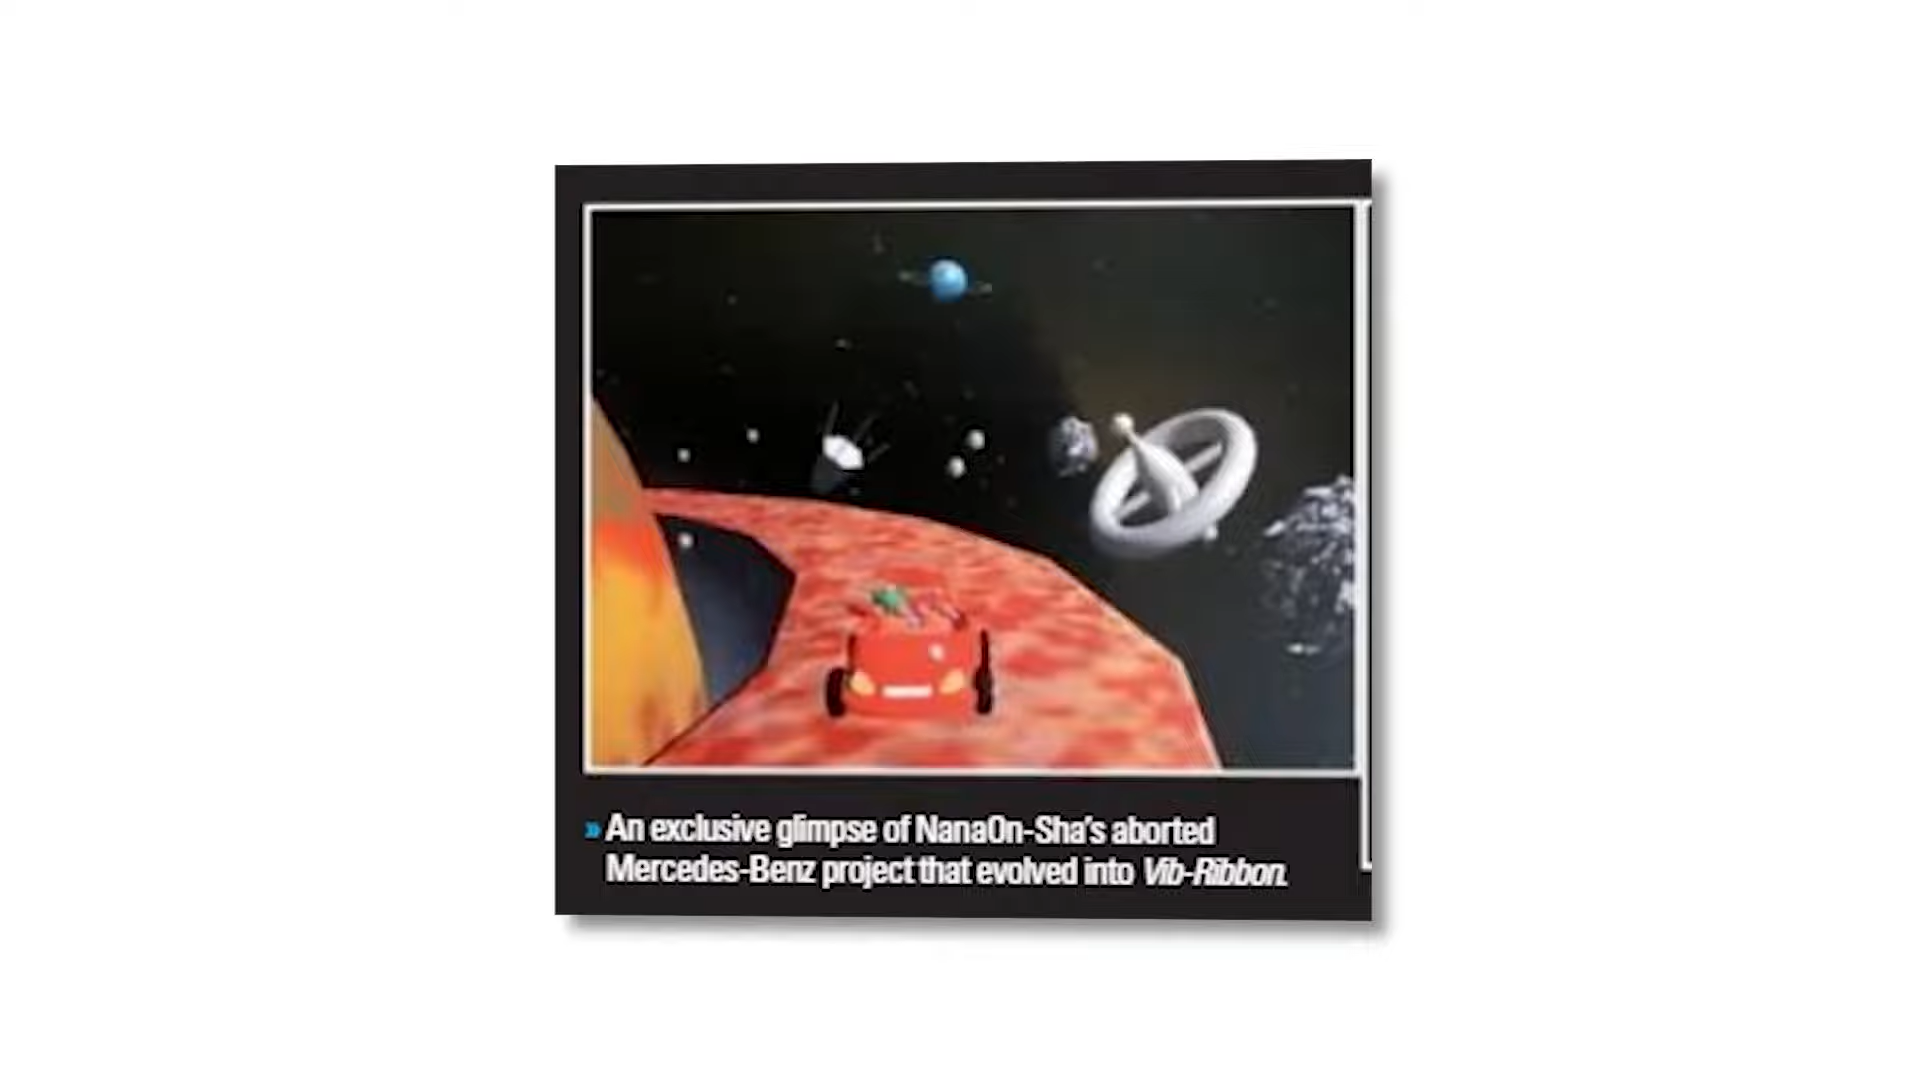 » An exclusive glimpse of NanaOn-Sha's aborted
Mercedes-Benz project that evolved into Vib-Ribbon.